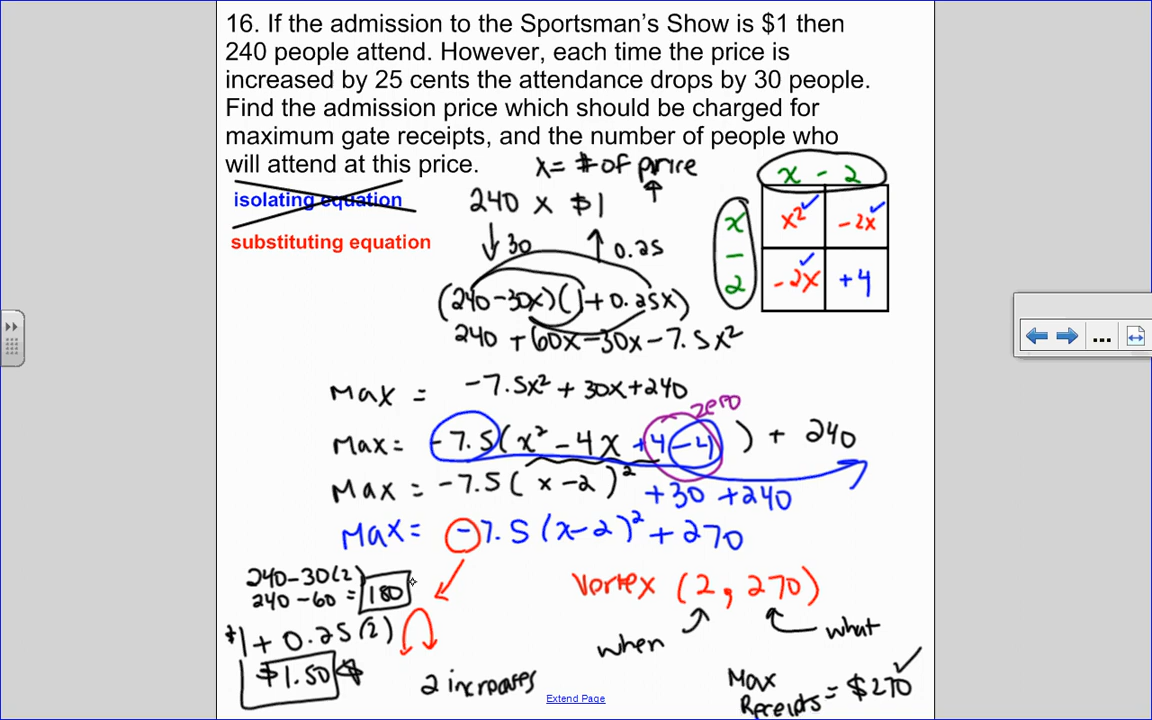 16. If the admission to the Sportsman's Show is $1 then
240 people attend. However, each time the price is
increased by 25 cents the attendance drops by 30 people.
Find the admission price which should be charged for
maximum gate receipts, and the number of people who
will attend at this price.
x = # of price ↑
isolating equation
substituting equation
240 x $1
↓30 ↑0.25
(240-30x)(1+0.25x)
240 + 60x-30x-7.5x²
x - 2
x x² -2x
-
2 -2x +4
Max = -7.5x² + 30x+240
zero
Max = -7.5(x² - 4x +4-4) + 240
Max = -7.5(x-2)² +30 +240
Max = -7.5(x-2)² + 270
240-30(2)
240-60 = 180
$1 + 0.25(2)
$1.50
2 increases
Vertex (2, 270)
when
what
Max
Receipts = $270
Extend Page
...